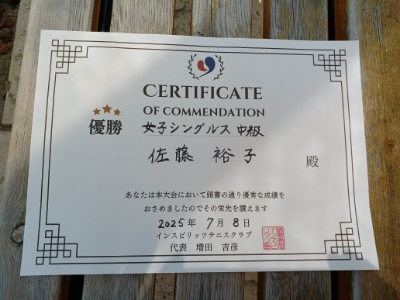 CERTIFICATE
OF COMMENDATION
優勝 女子シングルス 中級
佐藤 裕子 殿
あなたは本大会において頭書の通り優秀な成績を
おさめましたのでその栄光を讃えます
2025年 7月 8日
インスピリッツテニスクラブ
代表 増田 吉彦